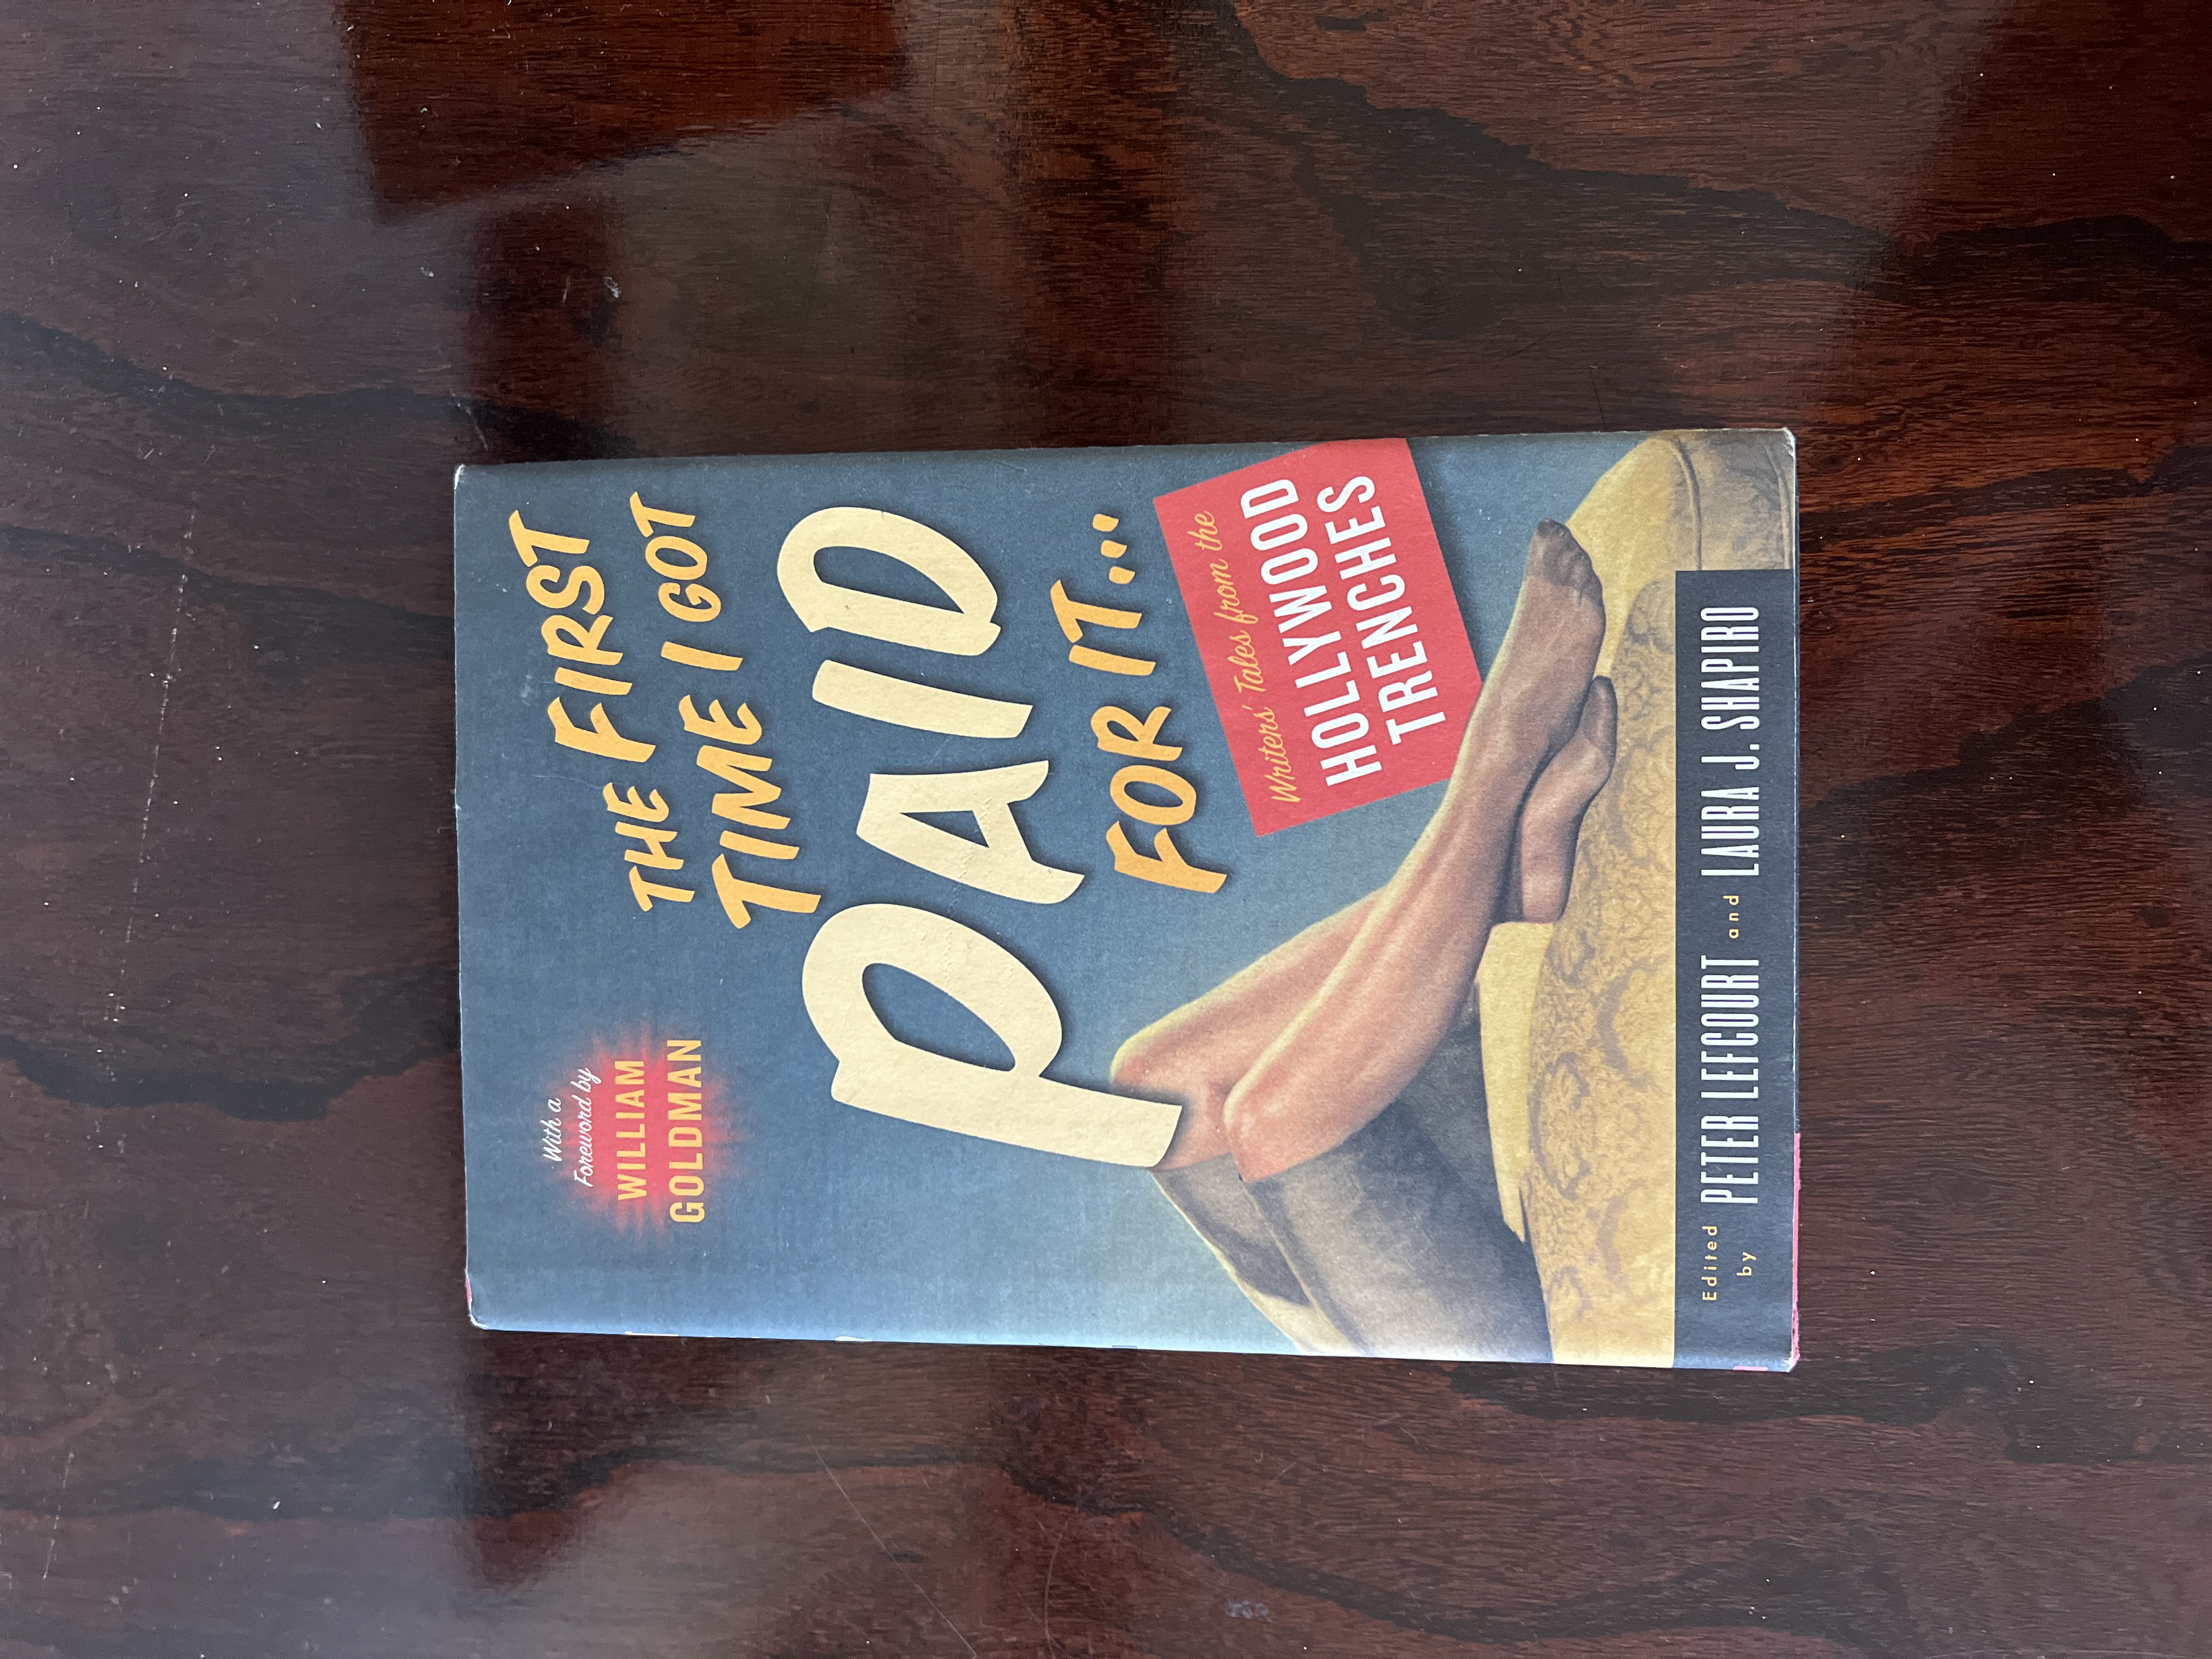 With a
Foreword by
WILLIAM
GOLDMAN
THE FIRST
TIME I GOT
PAID
FOR IT...
Writers' Tales from the
HOLLYWOOD
TRENCHES
Edited by PETER LEFCOURT and LAURA J. SHAPIRO